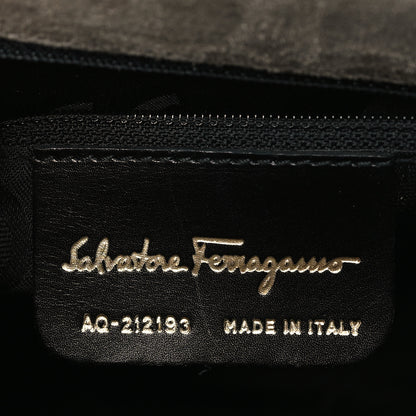 Salvatore Ferragamo
AQ-212193 MADE IN ITALY